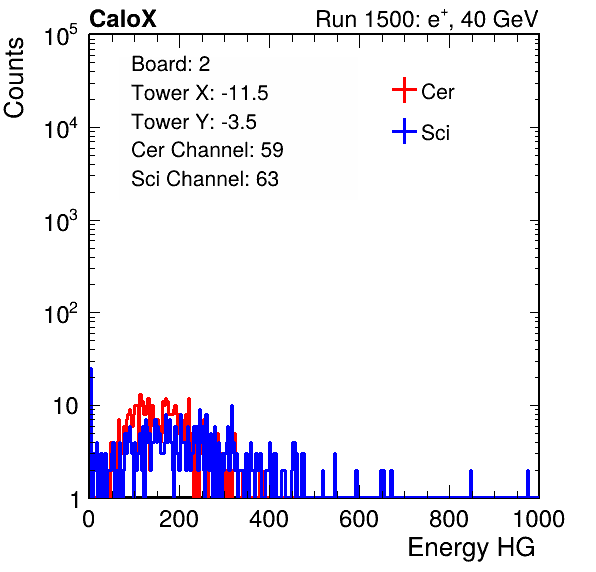 CaloX Run 1500: e⁺, 40 GeV
Counts
Board: 2
Tower X: -11.5
Tower Y: -3.5
Cer Channel: 59
Sci Channel: 63
Cer
Sci
10⁵
10⁴
10³
10²
10
1
0 200 400 600 800 1000
Energy HG